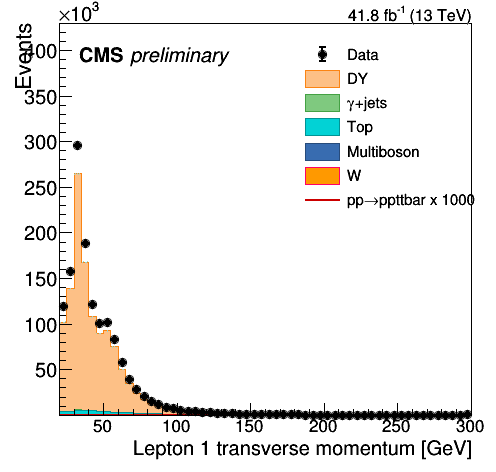 ×10³
41.8 fb⁻¹ (13 TeV)
Events
CMS preliminary
Data
DY
γ+jets
Top
Multiboson
W
pp→ppttbar x 1000
400
350
300
250
200
150
100
50
50 100 150 200 250 300
Lepton 1 transverse momentum [GeV]